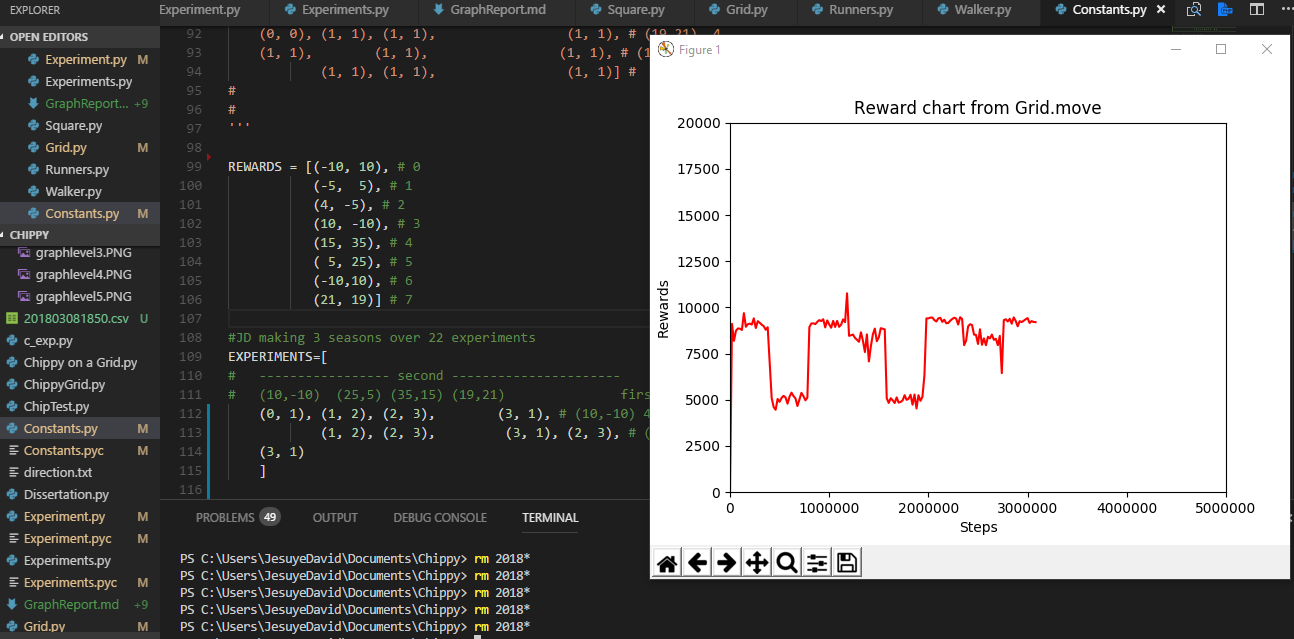 EXPLORER
OPEN EDITORS
Experiment.py M
Experiments.py
GraphReport... +9
Square.py
Grid.py M
Runners.py
Walker.py
Constants.py M
CHIPPY
graphlevel3.PNG
graphlevel4.PNG
graphlevel5.PNG
201803081850.csv U
c_exp.py
Chippy on a Grid.py
ChippyGrid.py
ChipTest.py
Constants.py M
Constants.pyc M
direction.txt
Dissertation.py
Experiment.py M
Experiment.pyc M
Experiments.py
Experiments.pyc M
GraphReport.md +9
Grid.py M
Experiment.py Experiments.py GraphReport.md Square.py Grid.py Runners.py Walker.py Constants.py
92 (0, 0), (1, 1), (1, 1), (1, 1), # (19,21) 4
93 (1, 1), (1, 1), (1, 1), # (1
94 (1, 1), (1, 1), (1, 1)] #
95 #
96 #
97 '''
98
99 REWARDS = [(-10, 10), # 0
100 (-5, 5), # 1
101 (4, -5), # 2
102 (10, -10), # 3
103 (15, 35), # 4
104 ( 5, 25), # 5
105 (-10,10), # 6
106 (21, 19)] # 7
107
108 #JD making 3 seasons over 22 experiments
109 EXPERIMENTS=[
110 # ----------------- second ----------------------
111 # (10,-10) (25,5) (35,15) (19,21) firs
112 (0, 1), (1, 2), (2, 3), (3, 1), # (10,-10) 4
113 (1, 2), (2, 3), (3, 1), (2, 3), # (
114 (3, 1)
115 ]
116
PROBLEMS 49 OUTPUT DEBUG CONSOLE TERMINAL
PS C:\Users\JesuyeDavid\Documents\Chippy> rm 2018*
PS C:\Users\JesuyeDavid\Documents\Chippy> rm 2018*
PS C:\Users\JesuyeDavid\Documents\Chippy> rm 2018*
PS C:\Users\JesuyeDavid\Documents\Chippy> rm 2018*
PS C:\Users\JesuyeDavid\Documents\Chippy> rm 2018*
Figure 1
Reward chart from Grid.move
20000
17500
15000
12500
10000
7500
5000
2500
0
Rewards
0 1000000 2000000 3000000 4000000 5000000
Steps